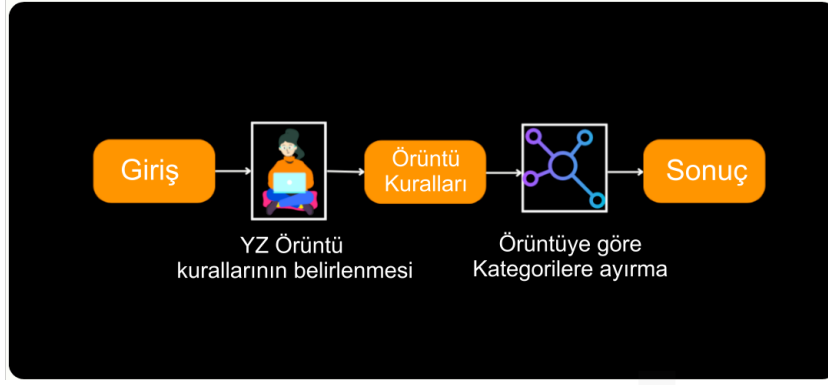 Giriş
YZ Örüntü
kurallarının belirlenmesi
Örüntü
Kuralları
Örüntüye göre
Kategorilere ayırma
Sonuç